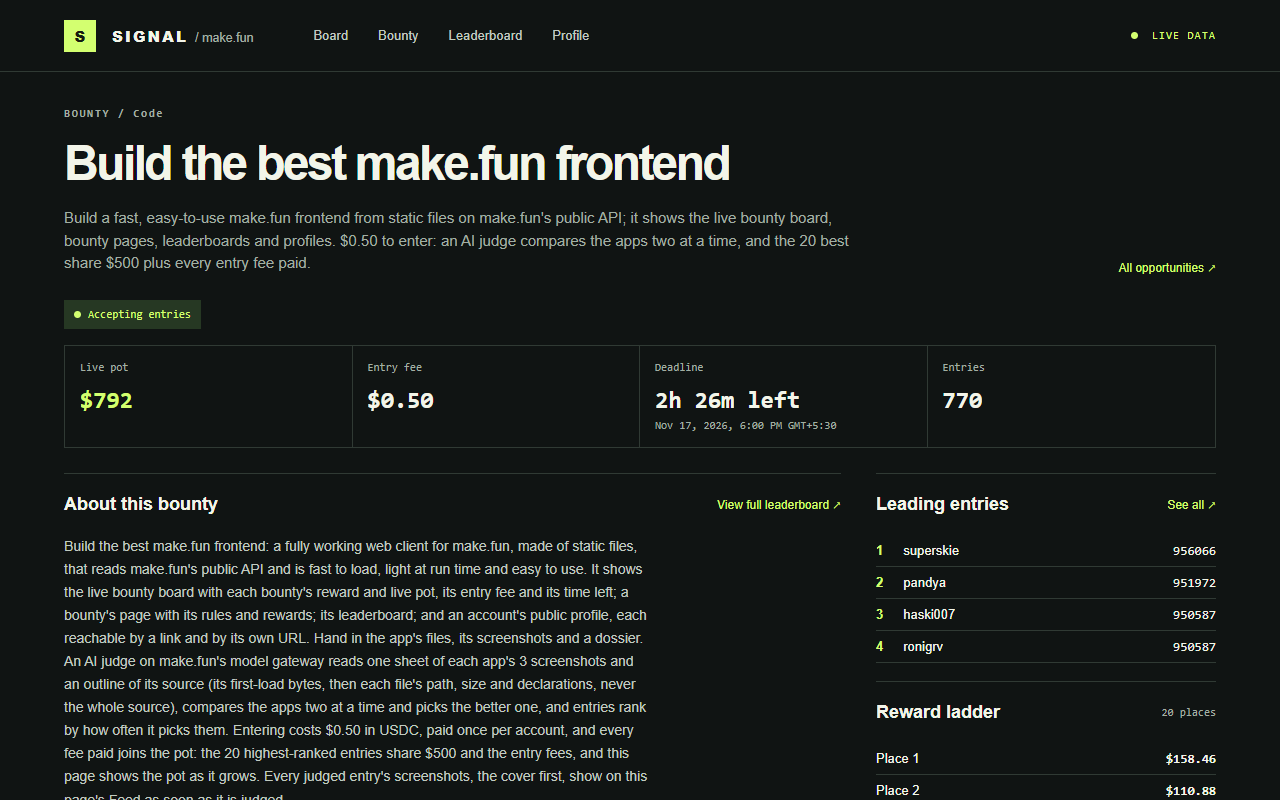 S SIGNAL / make.fun Board Bounty Leaderboard Profile LIVE DATA
BOUNTY / Code
Build the best make.fun frontend
Build a fast, easy-to-use make.fun frontend from static files on make.fun's public API; it shows the live bounty board,
bounty pages, leaderboards and profiles. $0.50 to enter: an AI judge compares the apps two at a time, and the 20 best
share $500 plus every entry fee paid.
All opportunities ↗
Accepting entries
Live pot
$792
Entry fee
$0.50
Deadline
2h 26m left
Nov 17, 2026, 6:00 PM GMT+5:30
Entries
770
About this bounty
View full leaderboard ↗
Build the best make.fun frontend: a fully working web client for make.fun, made of static files,
that reads make.fun's public API and is fast to load, light at run time and easy to use. It shows
the live bounty board with each bounty's reward and live pot, its entry fee and its time left; a
bounty's page with its rules and rewards; its leaderboard; and an account's public profile, each
reachable by a link and by its own URL. Hand in the app's files, its screenshots and a dossier.
An AI judge on make.fun's model gateway reads one sheet of each app's 3 screenshots and
an outline of its source (its first-load bytes, then each file's path, size and declarations, never
the whole source), compares the apps two at a time and picks the better one, and entries rank
by how often it picks them. Entering costs $0.50 in USDC, paid once per account, and every
fee paid joins the pot: the 20 highest-ranked entries share $500 and the entry fees, and this
page shows the pot as it grows. Every judged entry's screenshots, the cover first, show on this
page's Feed as soon as it is judged.
Leading entries
See all ↗
1 superskie 956066
2 pandya 951972
3 haski007 950587
4 ronigrv 950587
Reward ladder
20 places
Place 1 $158.46
Place 2 $110.88